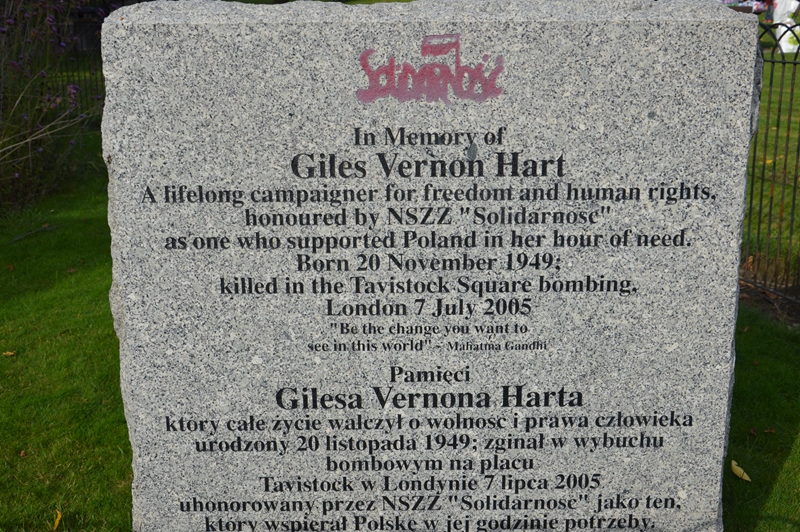 Solidarność
In Memory of
Giles Vernon Hart
A lifelong campaigner for freedom and human rights,
honoured by NSZZ "Solidarnosc"
as one who supported Poland in her hour of need.
Born 20 November 1949;
killed in the Tavistock Square bombing,
London 7 July 2005
"Be the change you want to
see in this world" - Mahatma Gandhi
Pamięci
Gilesa Vernona Harta
ktory całe życie walczył o wolnosc i prawa człowieka
urodzony 20 listopada 1949; zginał w wybuchu
bombowym na placu
Tavistock w Londynie 7 lipca 2005
uhonorowany przez NSZZ "Solidarnosc" jako ten,
ktory wspierał Polskę w jej godzinie potrzeby.